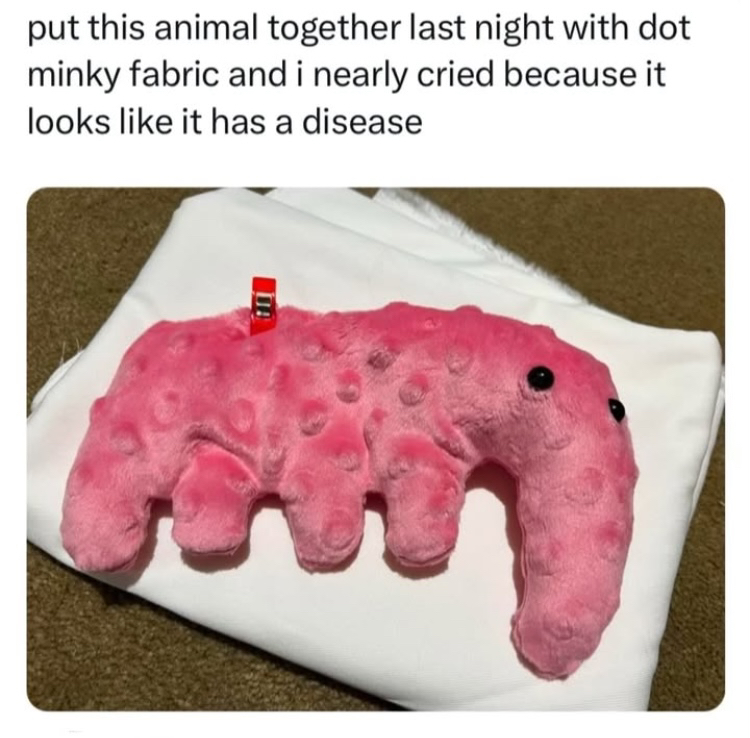 put this animal together last night with dot
minky fabric and i nearly cried because it
looks like it has a disease